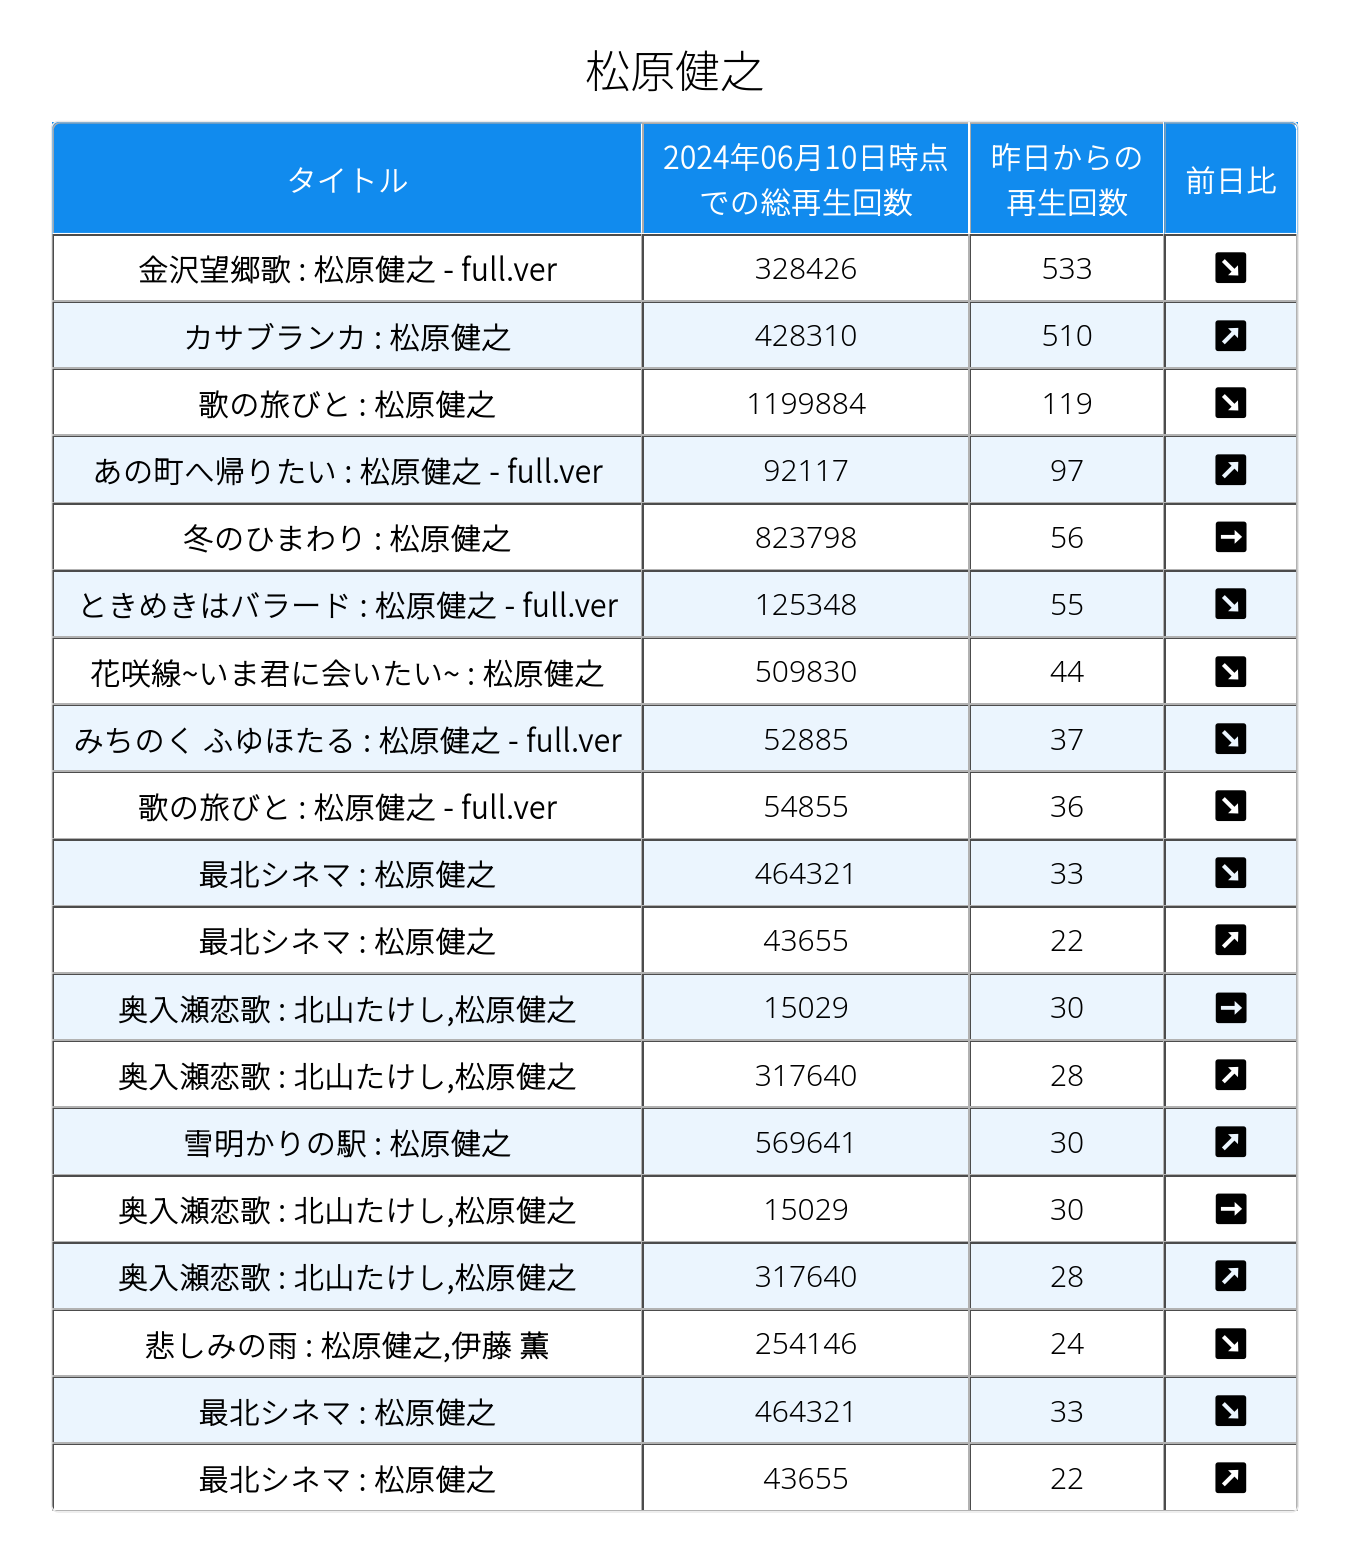 松原健之
タイトル 2024年06月10日時点での総再生回数 昨日からの再生回数 前日比
金沢望郷歌 : 松原健之 - full.ver 328426 533 ↘
カサブランカ : 松原健之 428310 510 ↗
歌の旅びと : 松原健之 1199884 119 ↘
あの町へ帰りたい : 松原健之 - full.ver 92117 97 ↗
冬のひまわり : 松原健之 823798 56 →
ときめきはバラード : 松原健之 - full.ver 125348 55 ↘
花咲線~いま君に会いたい~ : 松原健之 509830 44 ↘
みちのく ふゆほたる : 松原健之 - full.ver 52885 37 ↘
歌の旅びと : 松原健之 - full.ver 54855 36 ↘
最北シネマ : 松原健之 464321 33 ↘
最北シネマ : 松原健之 43655 22 ↗
奥入瀬恋歌 : 北山たけし,松原健之 15029 30 →
奥入瀬恋歌 : 北山たけし,松原健之 317640 28 ↗
雪明かりの駅 : 松原健之 569641 30 ↗
奥入瀬恋歌 : 北山たけし,松原健之 15029 30 →
奥入瀬恋歌 : 北山たけし,松原健之 317640 28 ↗
悲しみの雨 : 松原健之,伊藤 薫 254146 24 ↘
最北シネマ : 松原健之 464321 33 ↘
最北シネマ : 松原健之 43655 22 ↗